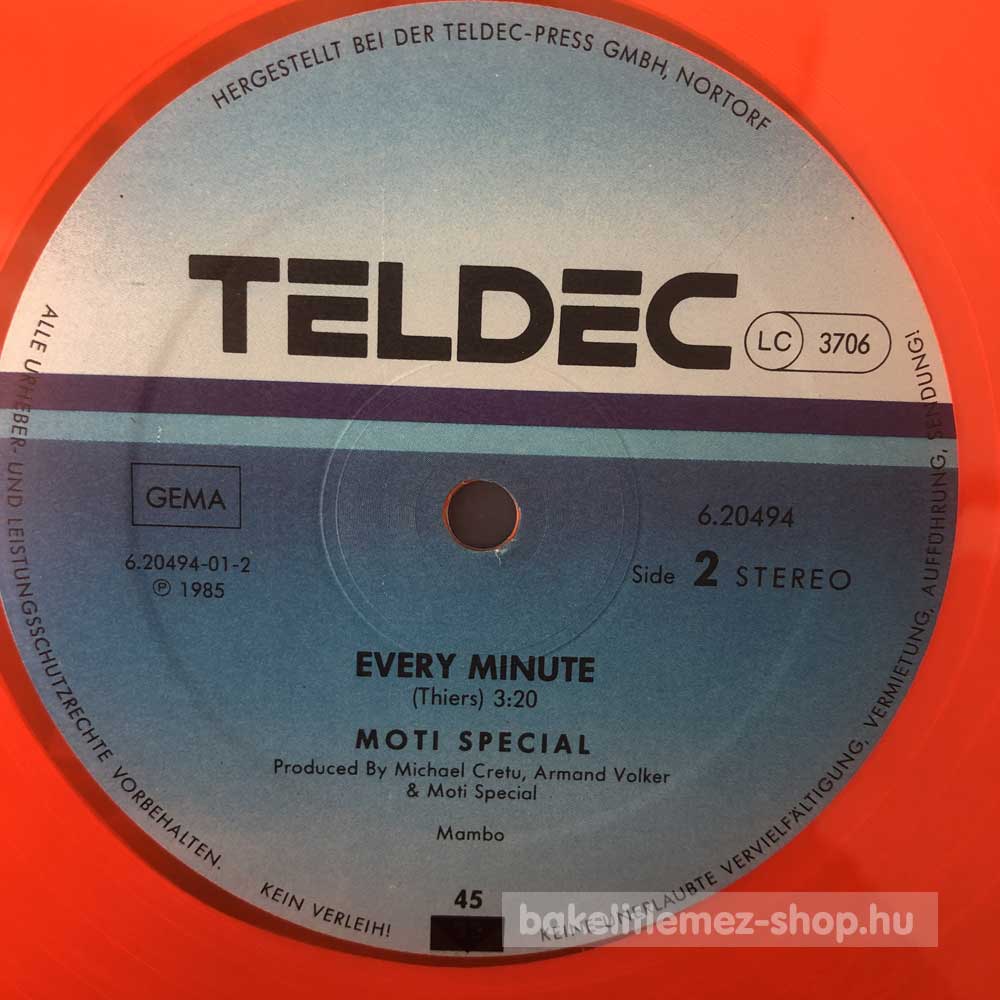 HERGESTELLT BEI DER TELDEC-PRESS GMBH, NORTORF
TELDEC
LC 3706
GEMA
6.20494-01-2
℗ 1985
6.20494
Side 2 STEREO
EVERY MINUTE
(Thiers) 3:20
MOTI SPECIAL
Produced By Michael Cretu, Armand Volker
& Moti Special
Mambo
45
ALLE URHEBER- UND LEISTUNGSSCHUTZRECHTE VORBEHALTEN.
KEIN VERLEIH!
KEINE UNERLAUBTE VERVIELFÄLTIGUNG, VERMIETUNG, AUFFÜHRUNG, SENDUNG!
bakelitlemez-shop.hu